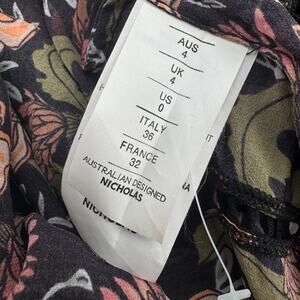 AUS
4
UK
4
US
0
ITALY
36
FRANCE
32
AUSTRALIAN DESIGNED
NICHOLAS